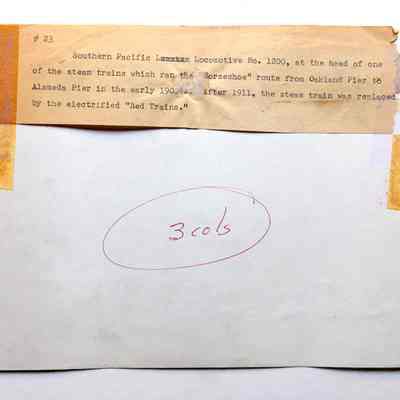 # 23
Southern Pacific Locomotive No. 1200, at the head of one
of the steam trains which ran the "Horseshoe" route from Oakland Pier to
Alameda Pier in the early 1900's. After 1911, the steam train was replaced
by the electrified "Red Trains."
3 cols